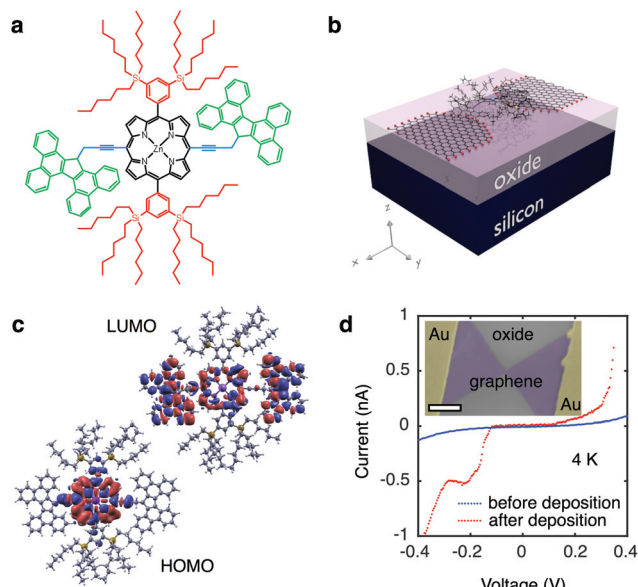 a
Si
Si
N
N
Zn
N
N
Si
Si
b
oxide
silicon
z
x
y
c
LUMO
HOMO
d
1
0.5
0
-0.5
-1
Current (nA)
Au
oxide
graphene
Au
4 K
before deposition
after deposition
-0.4
-0.2
0
0.2
0.4
Voltage (V)